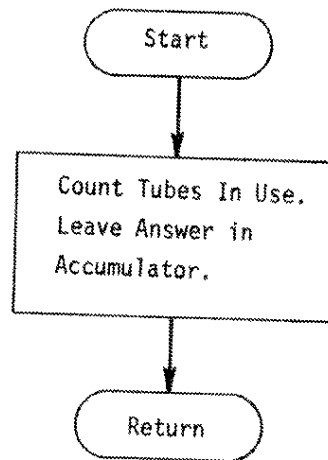 Start
Count Tubes In Use.
Leave Answer in
Accumulator.
Return